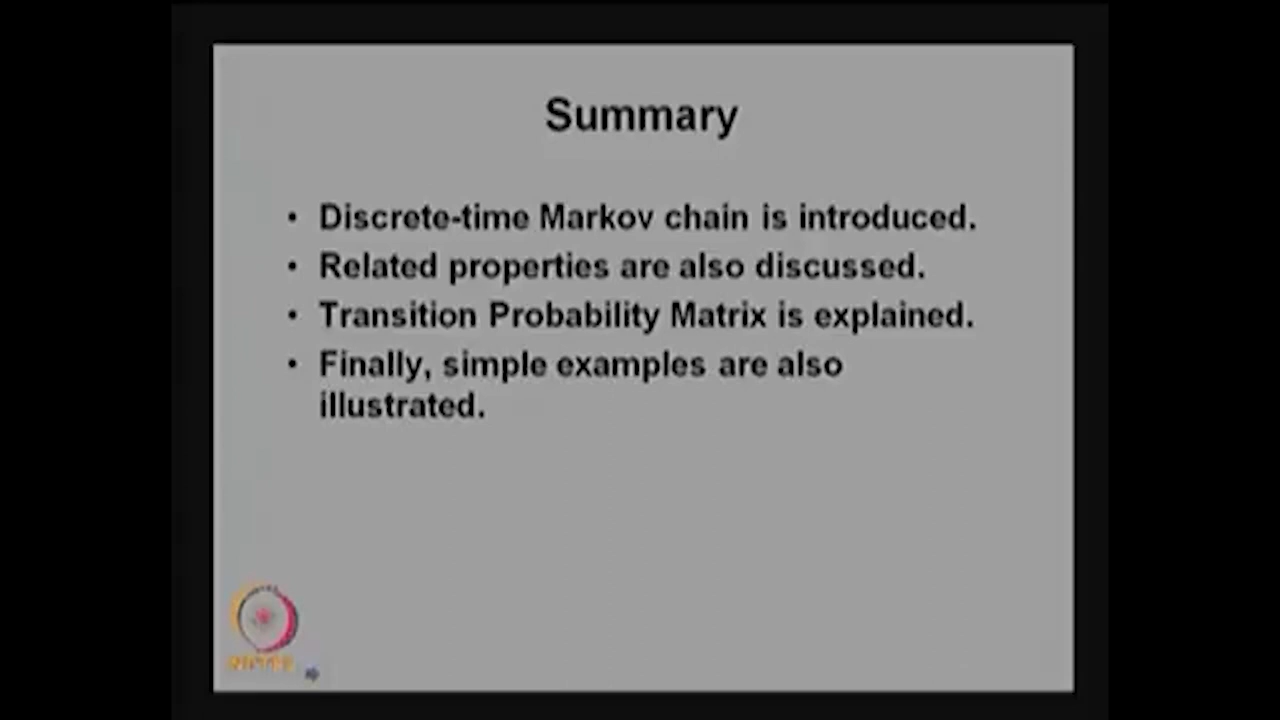 Summary
• Discrete-time Markov chain is introduced.
• Related properties are also discussed.
• Transition Probability Matrix is explained.
• Finally, simple examples are also
illustrated.